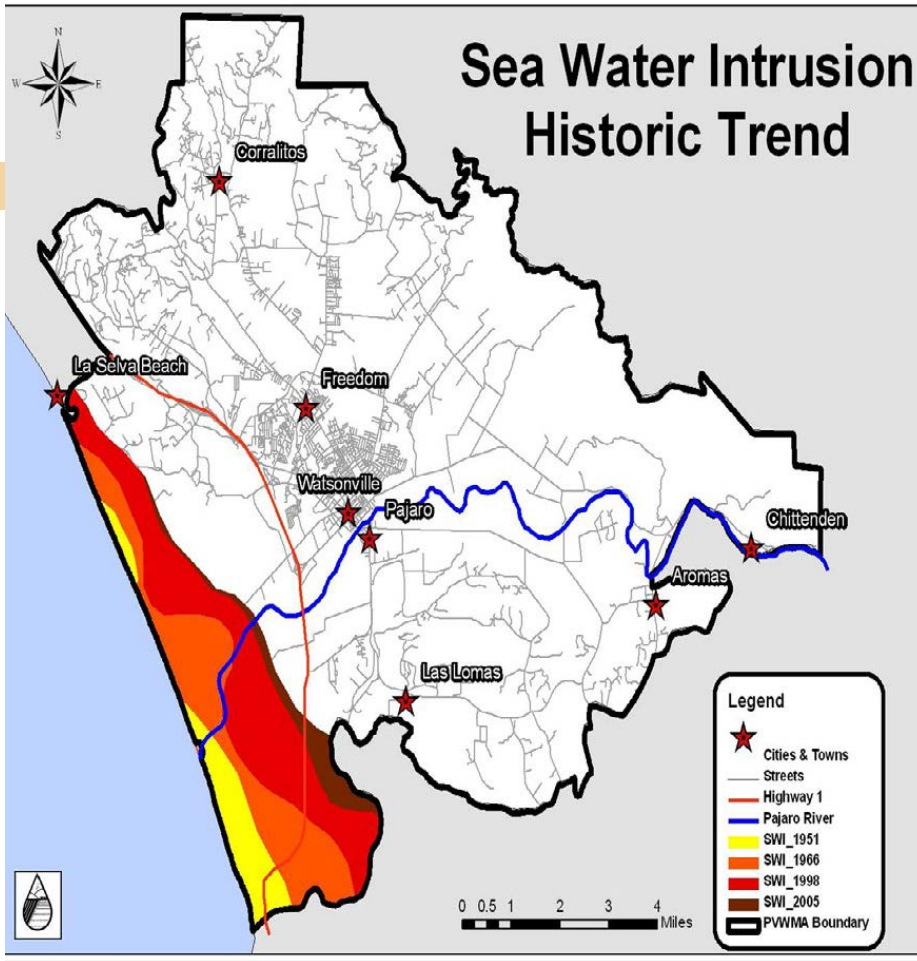 Sea Water Intrusion
Historic Trend
N
W
E
S
Corralitos
La Selva Beach
Freedom
Watsonville
Pajaro
Chittenden
Aromas
Las Lomas
Legend
Cities & Towns
Streets
Highway 1
Pajaro River
SWI_1951
SWI_1966
SWI_1998
SWI_2005
PVWMA Boundary
0 0.5 1 2 3 4
Miles